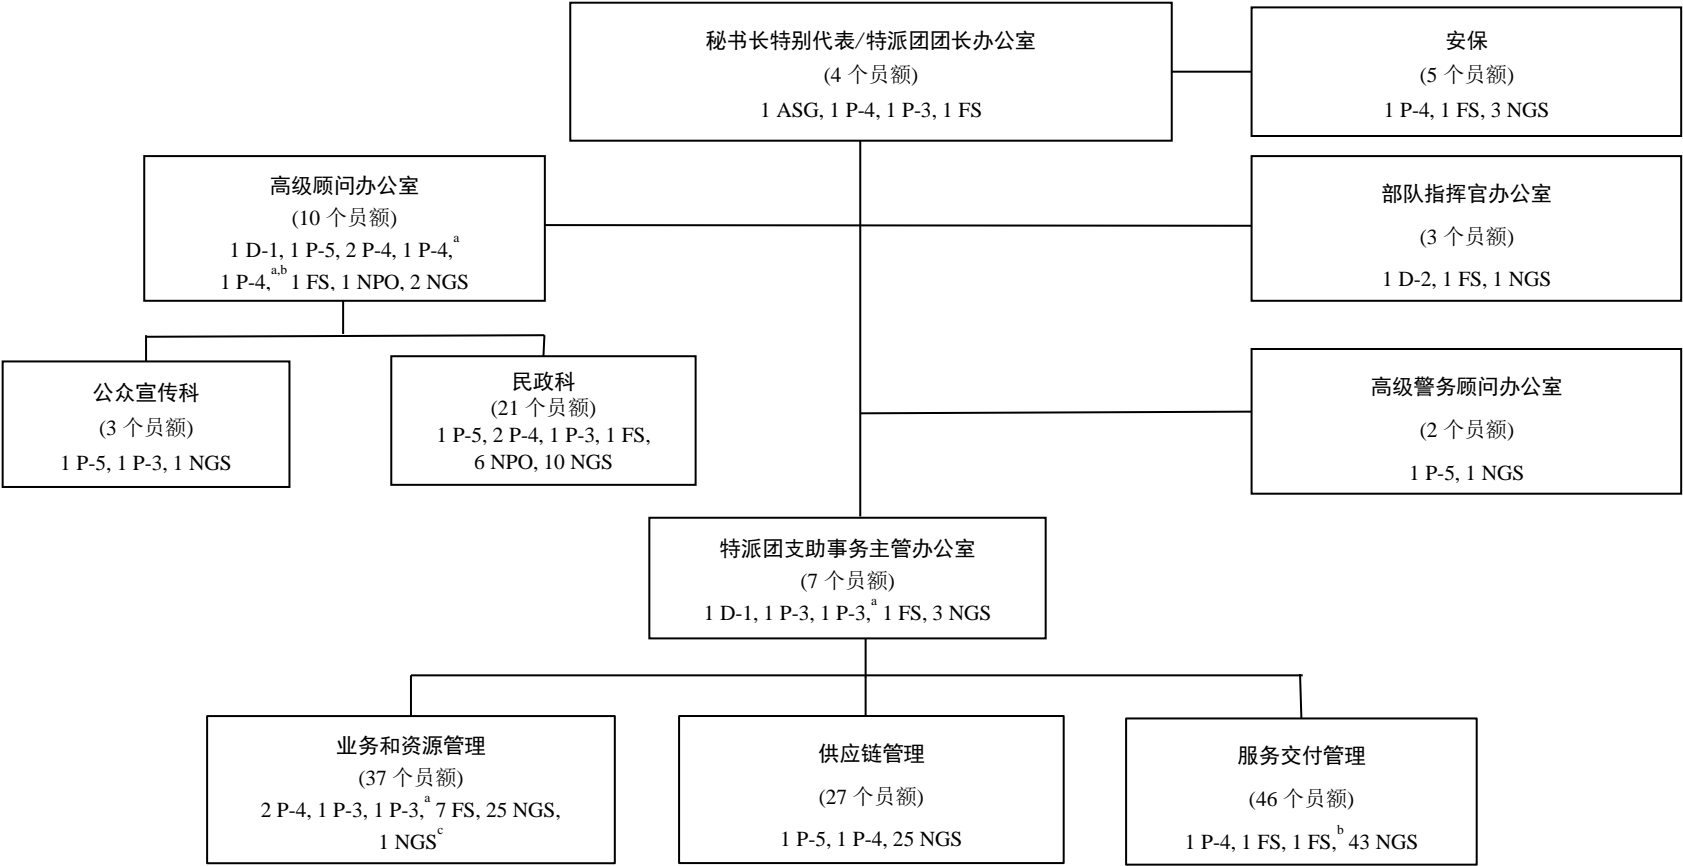 秘书长特别代表/特派团团长办公室
(4 个员额)
1 ASG, 1 P-4, 1 P-3, 1 FS
安保
(5 个员额)
1 P-4, 1 FS, 3 NGS
高级顾问办公室
(10 个员额)
1 D-1, 1 P-5, 2 P-4, 1 P-4,a
1 P-4,a,b 1 FS, 1 NPO, 2 NGS
部队指挥官办公室
(3 个员额)
1 D-2, 1 FS, 1 NGS
公众宣传科
(3 个员额)
1 P-5, 1 P-3, 1 NGS
民政科
(21 个员额)
1 P-5, 2 P-4, 1 P-3, 1 FS,
6 NPO, 10 NGS
高级警务顾问办公室
(2 个员额)
1 P-5, 1 NGS
特派团支助事务主管办公室
(7 个员额)
1 D-1, 1 P-3, 1 P-3,a 1 FS, 3 NGS
业务和资源管理
(37 个员额)
2 P-4, 1 P-3, 1 P-3,a 7 FS, 25 NGS,
1 NGSc
供应链管理
(27 个员额)
1 P-5, 1 P-4, 25 NGS
服务交付管理
(46 个员额)
1 P-4, 1 FS, 1 FS,b 43 NGS